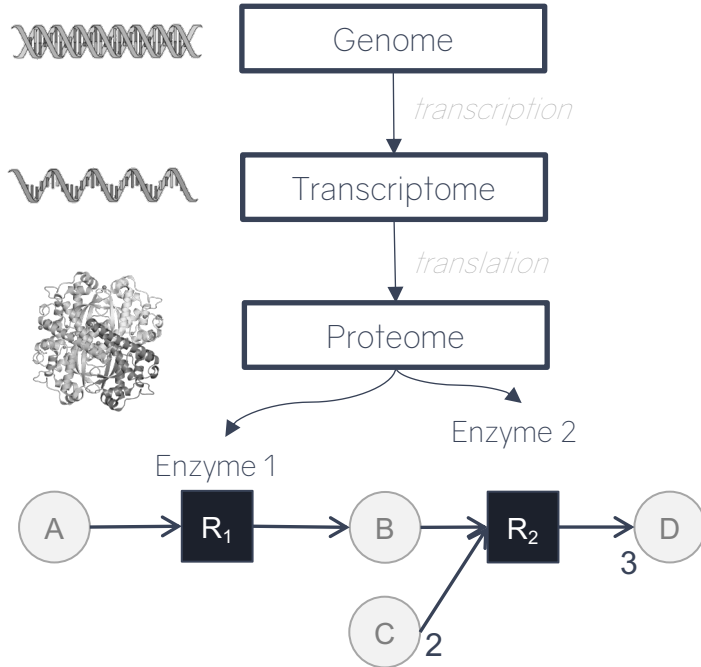 Genome
transcription
Transcriptome
translation
Proteome
Enzyme 2
Enzyme 1
A
R₁
B
R₂
D
3
C
2